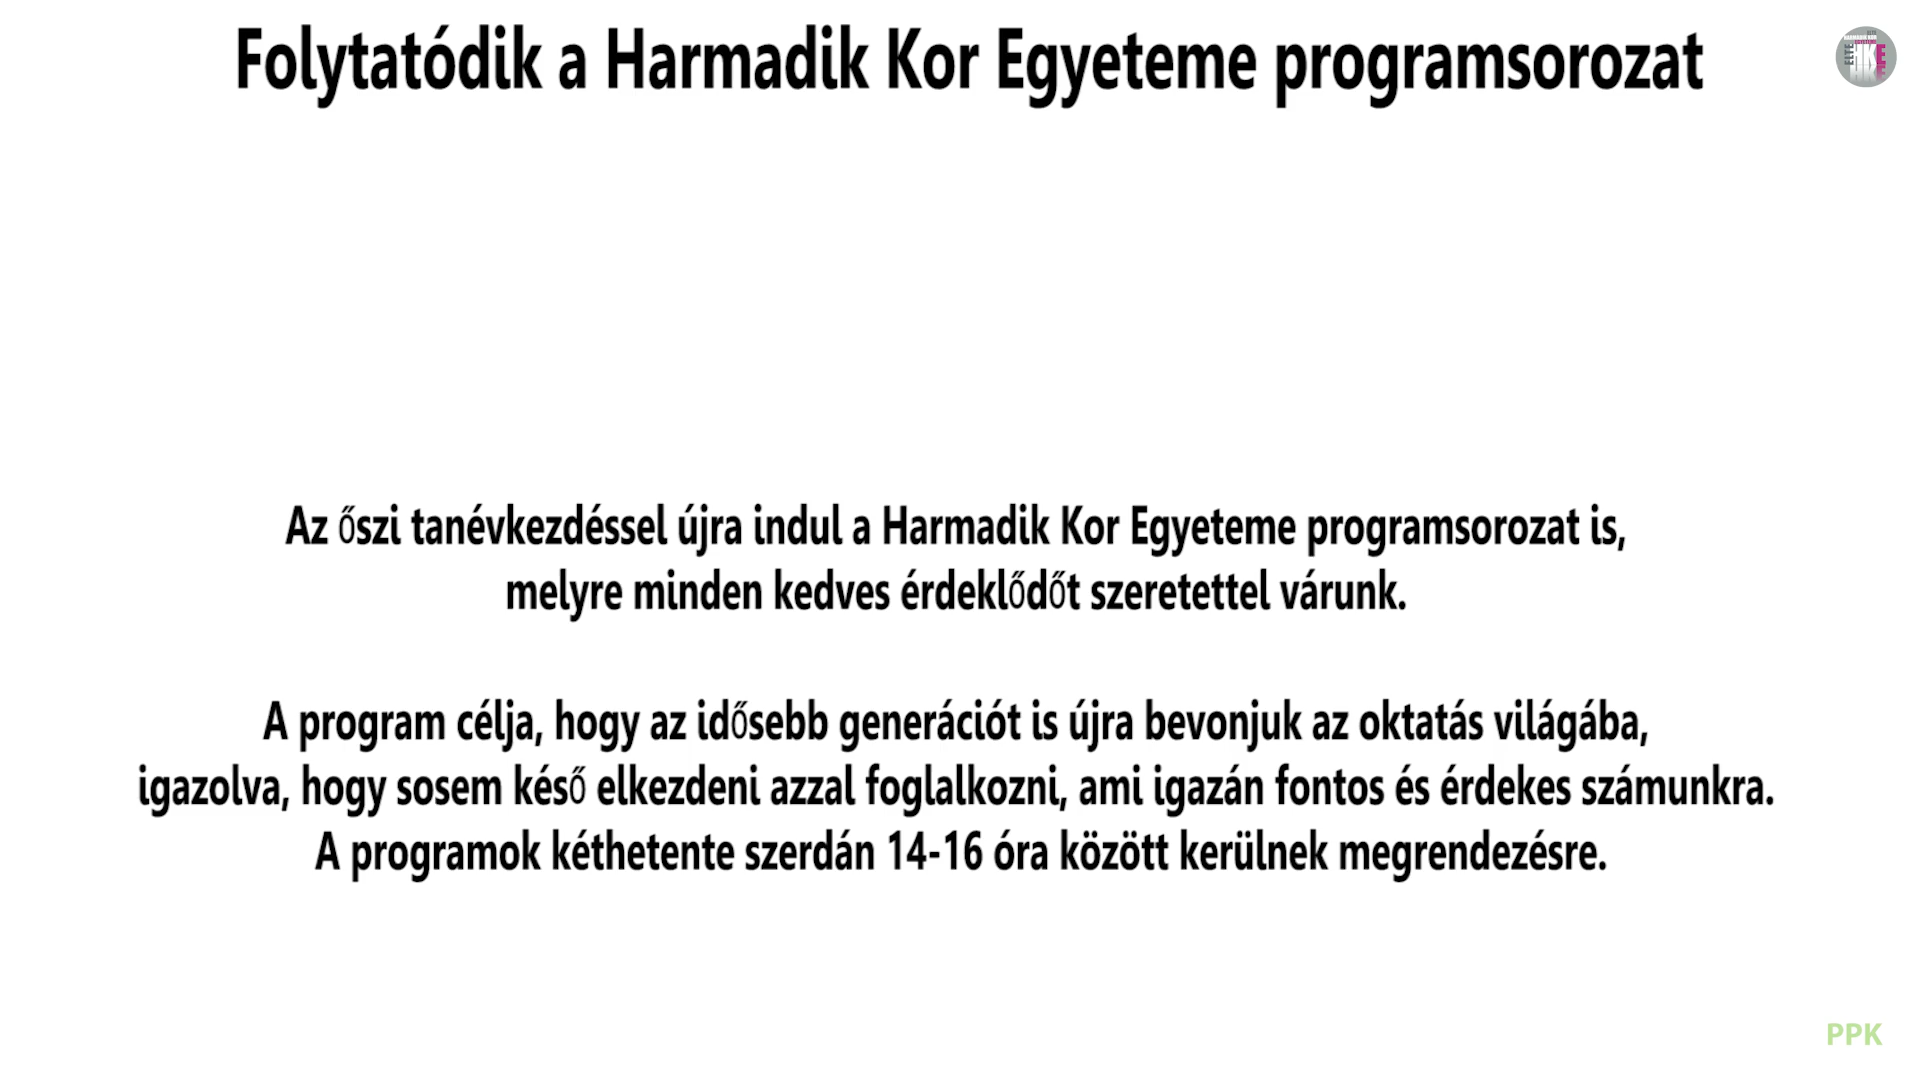 Folytatódik a Harmadik Kor Egyeteme programsorozat
ELTE
HKE
Az őszi tanévkezdéssel újra indul a Harmadik Kor Egyeteme programsorozat is,
melyre minden kedves érdeklődőt szeretettel várunk.
A program célja, hogy az idősebb generációt is újra bevonjuk az oktatás világába,
igazolva, hogy sosem késő elkezdeni azzal foglalkozni, ami igazán fontos és érdekes számunkra.
A programok kéthetente szerdán 14-16 óra között kerülnek megrendezésre.
PPK